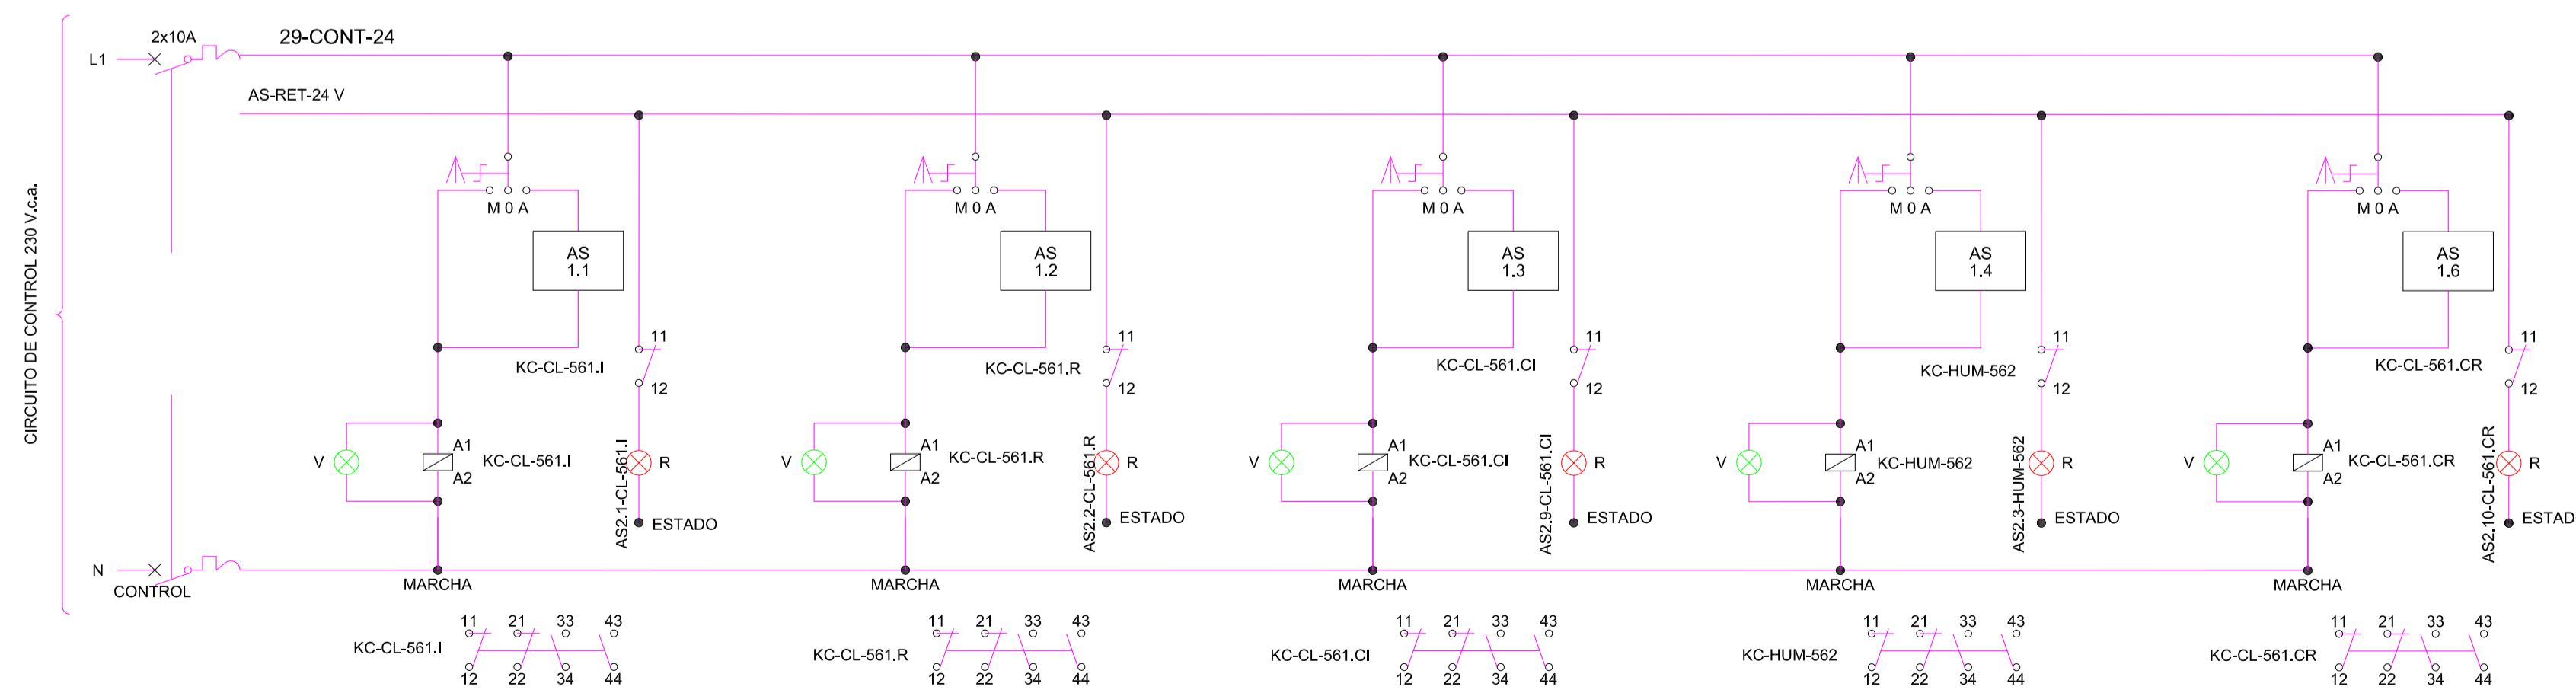 CIRCUITO DE CONTROL 230 V.c.a.
2x10A
29-CONT-24
L1
AS-RET-24 V
M 0 A
M 0 A
M 0 A
M 0 A
M 0 A
AS
1.1
AS
1.2
AS
1.3
AS
1.4
AS
1.6
11
11
11
11
11
KC-CL-561.I
KC-CL-561.R
KC-CL-561.CI
KC-HUM-562
KC-CL-561.CR
12
12
12
12
12
V
A1
A2
KC-CL-561.I
AS2.1-CL-561.I
R
V
A1
A2
KC-CL-561.R
AS2.2-CL-561.R
R
V
A1
A2
KC-CL-561.CI
AS2.9-CL-561.CI
R
V
A1
A2
KC-HUM-562
AS2.3-HUM-562
R
V
A1
A2
KC-CL-561.CR
AS2.10-CL-561.CR
R
ESTADO
ESTADO
ESTADO
ESTADO
ESTAD
N
CONTROL
MARCHA
MARCHA
MARCHA
MARCHA
MARCHA
KC-CL-561.I
11 21 33 43
12 22 34 44
KC-CL-561.R
11 21 33 43
12 22 34 44
KC-CL-561.CI
11 21 33 43
12 22 34 44
KC-HUM-562
11 21 33 43
12 22 34 44
KC-CL-561.CR
11 21 33 43
12 22 34 44